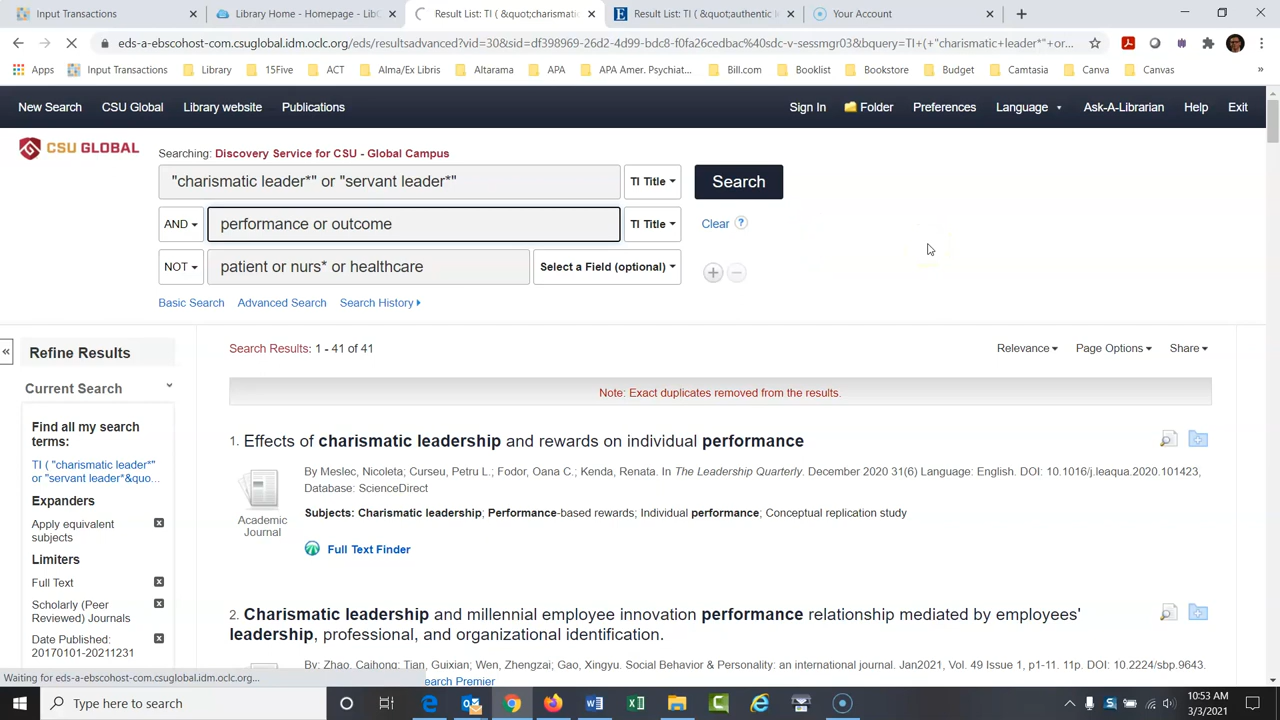 Input Transactions
Library Home - Homepage - LibG
Result List: TI ( &quot;charismatic
Result List: TI ( &quot;authentic l
Your Account
eds-a-ebscohost-com.csuglobal.idm.oclc.org/eds/resultsadvanced?vid=30&sid=df398969-26d2-4d99-bdc8-f0fa26cedbac%40sdc-v-sessmgr03&bquery=TI+(+"charismatic+leader*"+or...
Apps
Input Transactions
Library
15Five
ACT
Alma/Ex Libris
Altarama
APA
APA Amer. Psychiat...
Bill.com
Booklist
Bookstore
Budget
Camtasia
Canva
Canvas
»
New Search
CSU Global
Library website
Publications
Sign In
Folder
Preferences
Language
Ask-A-Librarian
Help
Exit
CSU GLOBAL
Searching: Discovery Service for CSU - Global Campus
"charismatic leader*" or "servant leader*"
TI Title
Search
AND
performance or outcome
TI Title
Clear ?
NOT
patient or nurs* or healthcare
Select a Field (optional)
Basic Search
Advanced Search
Search History
«
Refine Results
Search Results: 1 - 41 of 41
Relevance
Page Options
Share
Current Search
Note: Exact duplicates removed from the results.
Find all my search
terms:
TI ( "charismatic leader*"
or "servant leader*&quo...
Expanders
Apply equivalent
subjects
Limiters
Full Text
Scholarly (Peer
Reviewed) Journals
Date Published:
20170101-20211231
1. Effects of charismatic leadership and rewards on individual performance
By Meslec, Nicoleta; Curseu, Petru L.; Fodor, Oana C.; Kenda, Renata. In The Leadership Quarterly. December 2020 31(6) Language: English. DOI: 10.1016/j.leaqua.2020.101423,
Database: ScienceDirect
Academic
Journal
Subjects: Charismatic leadership; Performance-based rewards; Individual performance; Conceptual replication study
Full Text Finder
2. Charismatic leadership and millennial employee innovation performance relationship mediated by employees'
leadership, professional, and organizational identification.
By: Zhao, Caihong; Tian, Guixian; Wen, Zhengzai; Gao, Xingyu. Social Behavior & Personality: an international journal. Jan2021, Vol. 49 Issue 1, p1-11. 11p. DOI: 10.2224/sbp.9643.
earch Premier
Waiting for eds-a-ebscohost-com.csuglobal.idm.oclc.org...
Type here to search
10:53 AM
3/3/2021